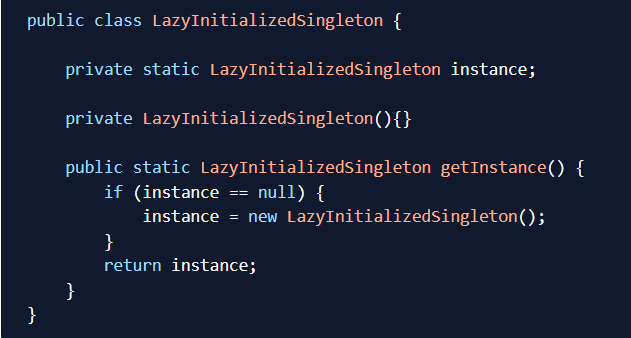 public class LazyInitializedSingleton {
private static LazyInitializedSingleton instance;
private LazyInitializedSingleton(){}
public static LazyInitializedSingleton getInstance() {
if (instance == null) {
instance = new LazyInitializedSingleton();
}
return instance;
}
}